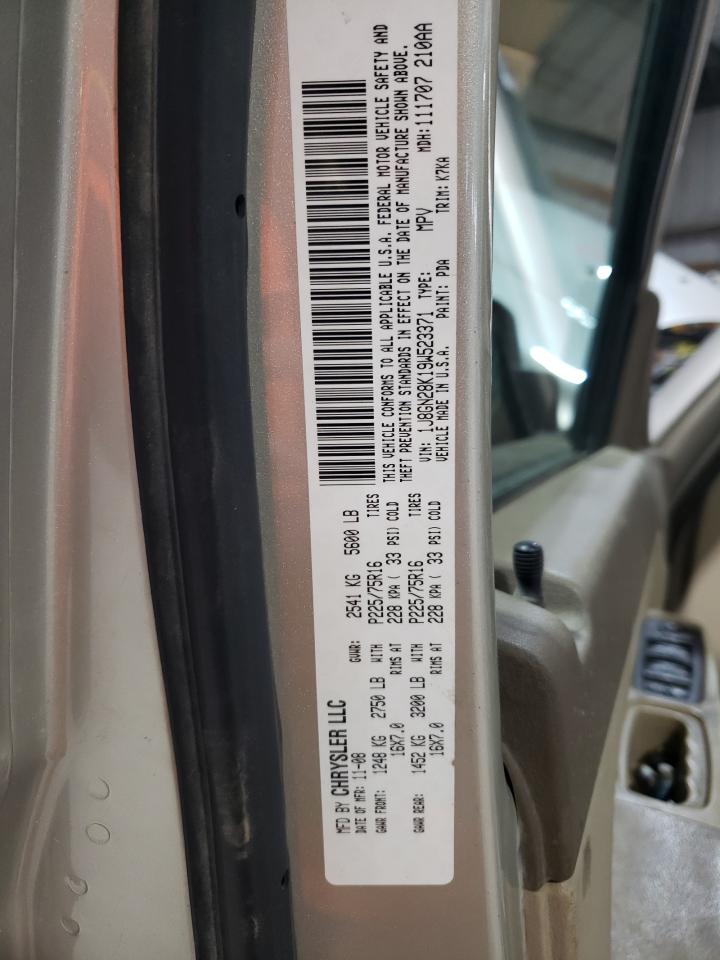 MFD BY CHRYSLER LLC
DATE OF MFR: 11-08 GVWR: 2541 KG 5600 LB
GAWR FRONT: 1248 KG 2750 LB WITH P225/75R16 TIRES
16X7.0 RIMS AT 228 KPA ( 33 PSI) COLD
GAWR REAR: 1452 KG 3200 LB WITH P225/75R16 TIRES
16X7.0 RIMS AT 228 KPA ( 33 PSI) COLD
THIS VEHICLE CONFORMS TO ALL APPLICABLE U.S.A. FEDERAL MOTOR VEHICLE SAFETY AND
THEFT PREVENTION STANDARDS IN EFFECT ON THE DATE OF MANUFACTURE SHOWN ABOVE.
VIN: 1J8GN28K19W523371 TYPE: MPV MDH:111707 210AA
VEHICLE MADE IN U.S.A. PAINT: PDA TRIM: K7KA